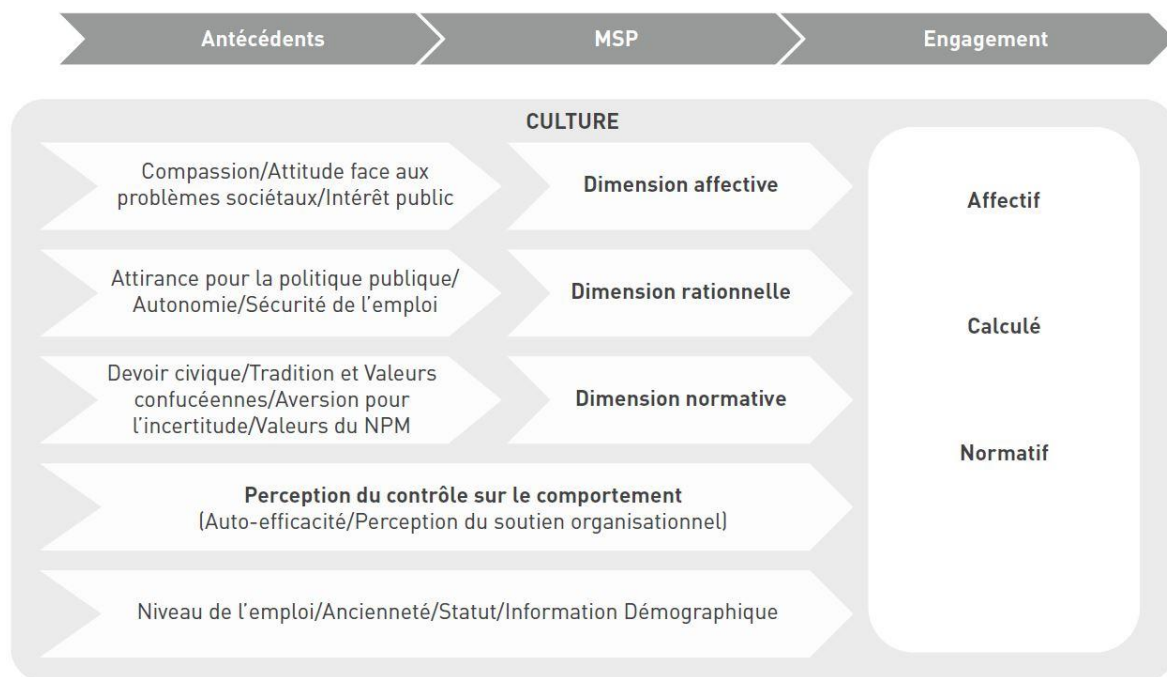 Antécédents
MSP
Engagement
CULTURE
Compassion/Attitude face aux
problèmes sociétaux/Intérêt public
Dimension affective
Affectif
Attirance pour la politique publique/
Autonomie/Sécurité de l'emploi
Dimension rationnelle
Calculé
Devoir civique/Tradition et Valeurs
confucéennes/Aversion pour
l'incertitude/Valeurs du NPM
Dimension normative
Normatif
Perception du contrôle sur le comportement
(Auto-efficacité/Perception du soutien organisationnel)
Niveau de l'emploi/Ancienneté/Statut/Information Démographique